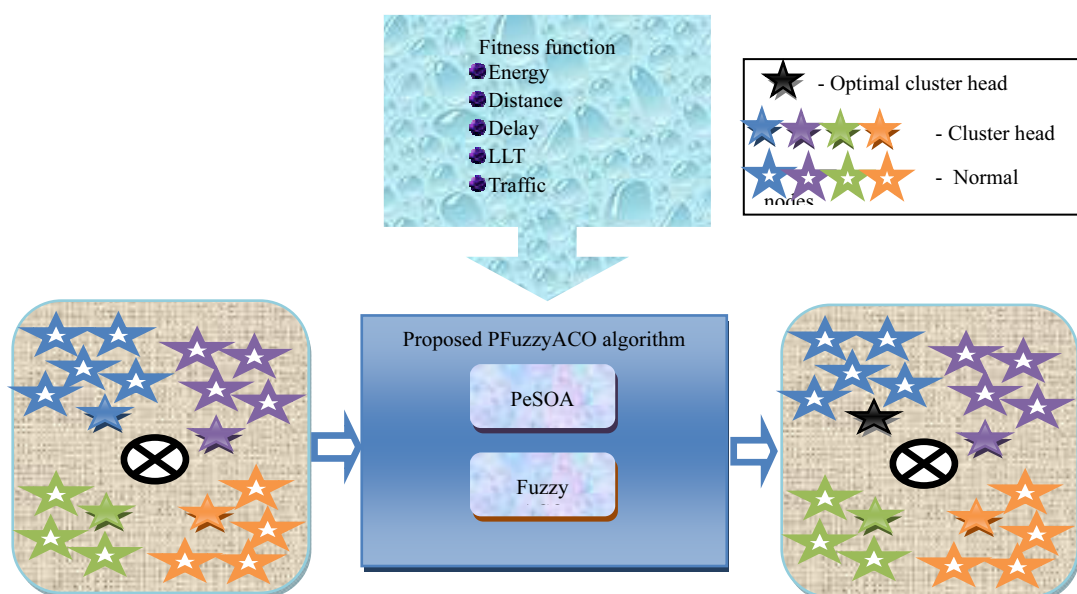 Fitness function
Energy
Distance
Delay
LLT
Traffic
- Optimal cluster head
- Cluster head
- Normal
nodes
Proposed PFuzzyACO algorithm
PeSOA
Fuzzy